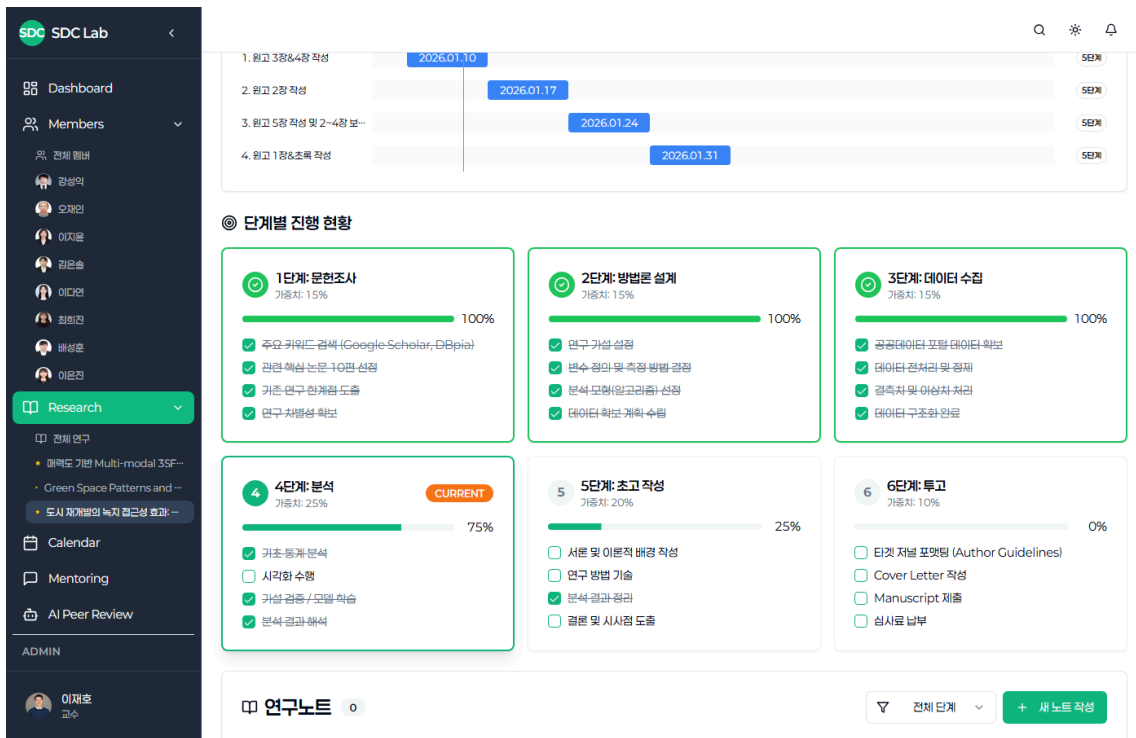 SDC SDC Lab
Dashboard
Members
전체 멤버
강성익
오재인
이지윤
김은솔
이다연
최희진
배성훈
이은진
Research
전체 연구
매력도 기반 Multi-modal 3SF…
Green Space Patterns and …
도시 재개발의 녹지 접근성 효과: …
Calendar
Mentoring
AI Peer Review
ADMIN
이재호
교수
1. 원고 3장&4장 작성 2026.01.10 5단계
2. 원고 2장 작성 2026.01.17 5단계
3. 원고 5장 작성 및 2~4장 보… 2026.01.24 5단계
4. 원고 1장&초록 작성 2026.01.31 5단계
단계별 진행 현황
1단계: 문헌조사
가중치: 15%
100%
주요 키워드 검색 (Google Scholar, DBpia)
관련 핵심 논문 10편 선정
기존 연구 한계점 도출
연구 차별성 확보
2단계: 방법론 설계
가중치: 15%
100%
연구 가설 설정
변수 정의 및 측정 방법 결정
분석 모형(알고리즘) 선정
데이터 확보 계획 수립
3단계: 데이터 수집
가중치: 15%
100%
공공데이터 포털 데이터 확보
데이터 전처리 및 정제
결측치 및 이상치 처리
데이터 구조화 완료
4 4단계: 분석 CURRENT
가중치: 25%
75%
기초 통계 분석
시각화 수행
가설 검증 / 모델 학습
분석 결과 해석
5 5단계: 초고 작성
가중치: 20%
25%
서론 및 이론적 배경 작성
연구 방법 기술
분석 결과 정리
결론 및 시사점 도출
6 6단계: 투고
가중치: 10%
0%
타겟 저널 포맷팅 (Author Guidelines)
Cover Letter 작성
Manuscript 제출
심사료 납부
연구노트 0
전체 단계
+ 새 노트 작성